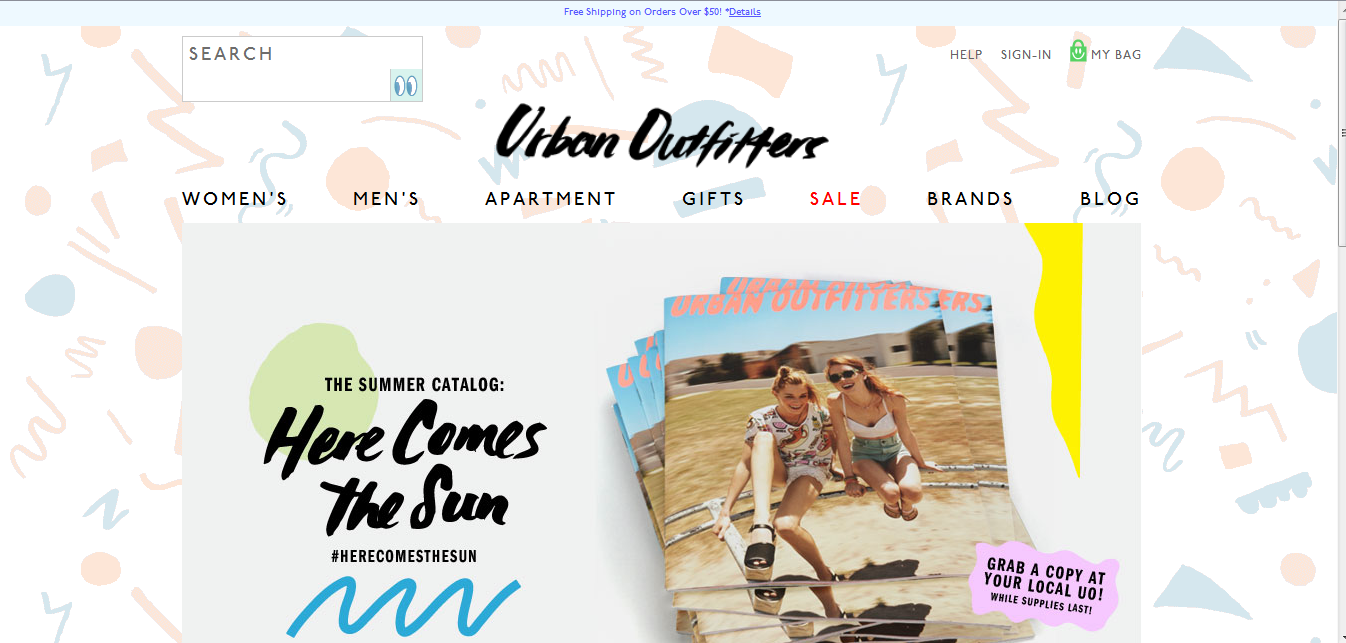 Free Shipping on Orders Over $50! *Details
SEARCH
HELP SIGN-IN MY BAG
Urban Outfitters
WOMEN'S MEN'S APARTMENT GIFTS SALE BRANDS BLOG
URBAN OUTFITTERS
ERS
THE SUMMER CATALOG:
Here Comes
The Sun
#HERECOMESTHESUN
GRAB A COPY AT
YOUR LOCAL UO!
WHILE SUPPLIES LAST!